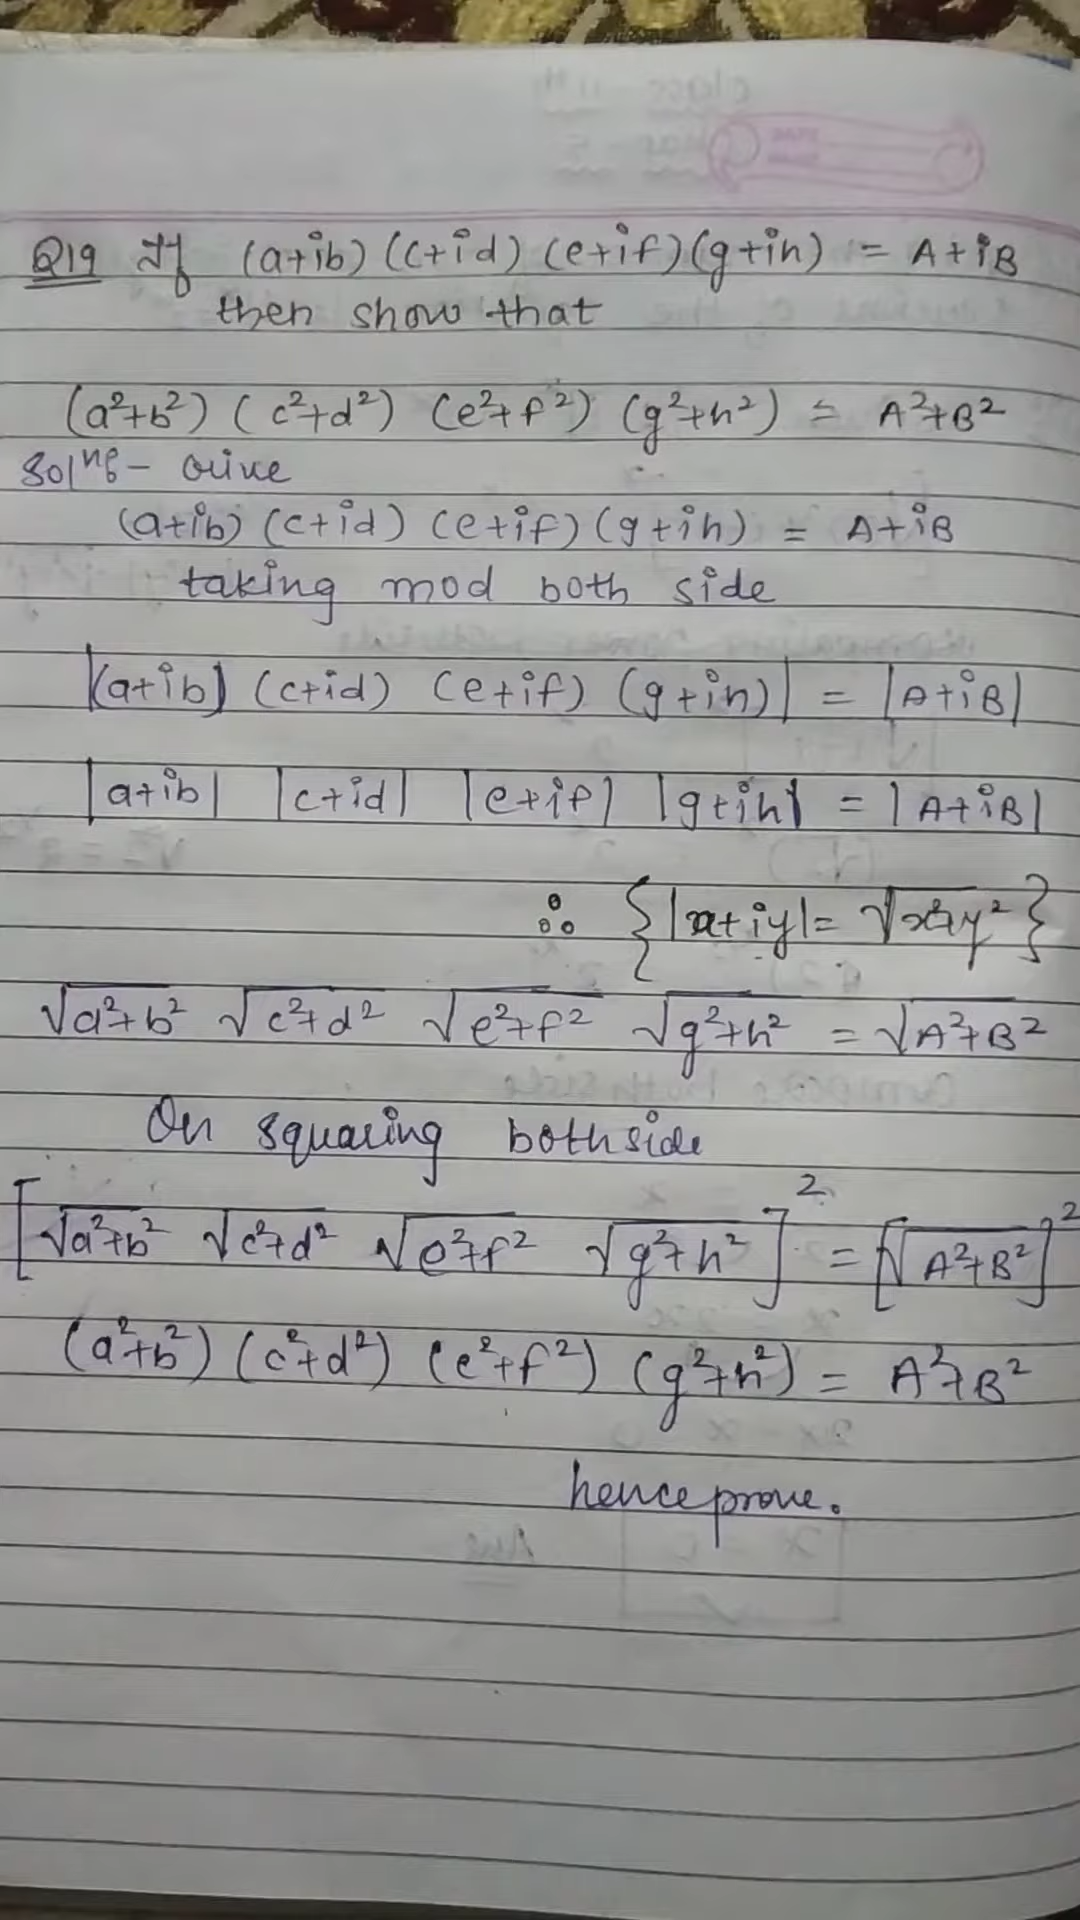 Q19 If (a+ib) (c+id) (e+if) (g+ih) = A+iB
then show that
(a²+b²) (c²+d²) (e²+f²) (g²+h²) = A²+B²
Solⁿ:-
(a+ib) (c+id) (e+if) (g+ih) = A+iB
taking mod both side
|(a+ib) (c+id) (e+if) (g+ih)| = |A+iB|
|a+ib| |c+id| |e+if| |g+ih| = |A+iB|
∴ {|x+iy| = √x²+y²}
√a²+b² √c²+d² √e²+f² √g²+h² = √A²+B²
On squaring both side
[√a²+b² √c²+d² √e²+f² √g²+h²]² = [√A²+B²]²
(a²+b²) (c²+d²) (e²+f²) (g²+h²) = A²+B²
hence prove.